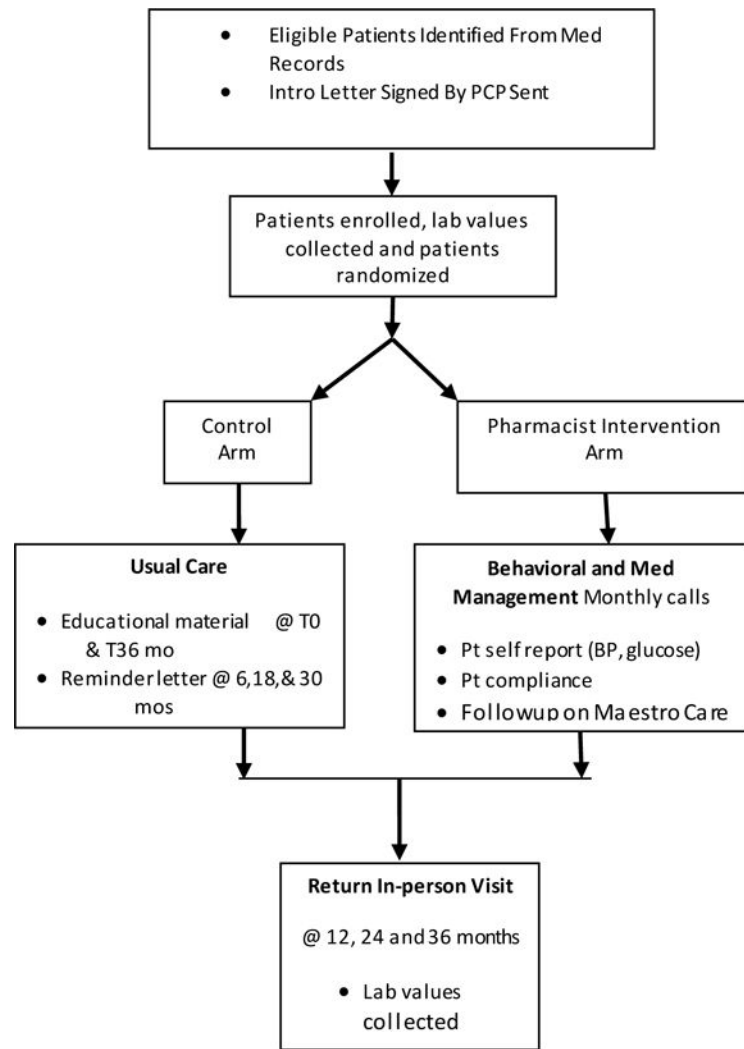 • Eligible Patients Identified From Med
Records
• Intro Letter Signed By PCP Sent
Patients enrolled, lab values
collected and patients
randomized
Control
Arm
Pharmacist Intervention
Arm
Usual Care
• Educational material @ T0
& T36 mo
• Reminder letter @ 6,18,& 30
mos
Behavioral and Med
Management Monthly calls
• Pt self report (BP, glucose)
• Pt compliance
• Followup on Maestro Care
Return In-person Visit
@ 12, 24 and 36 months
• Lab values
collected